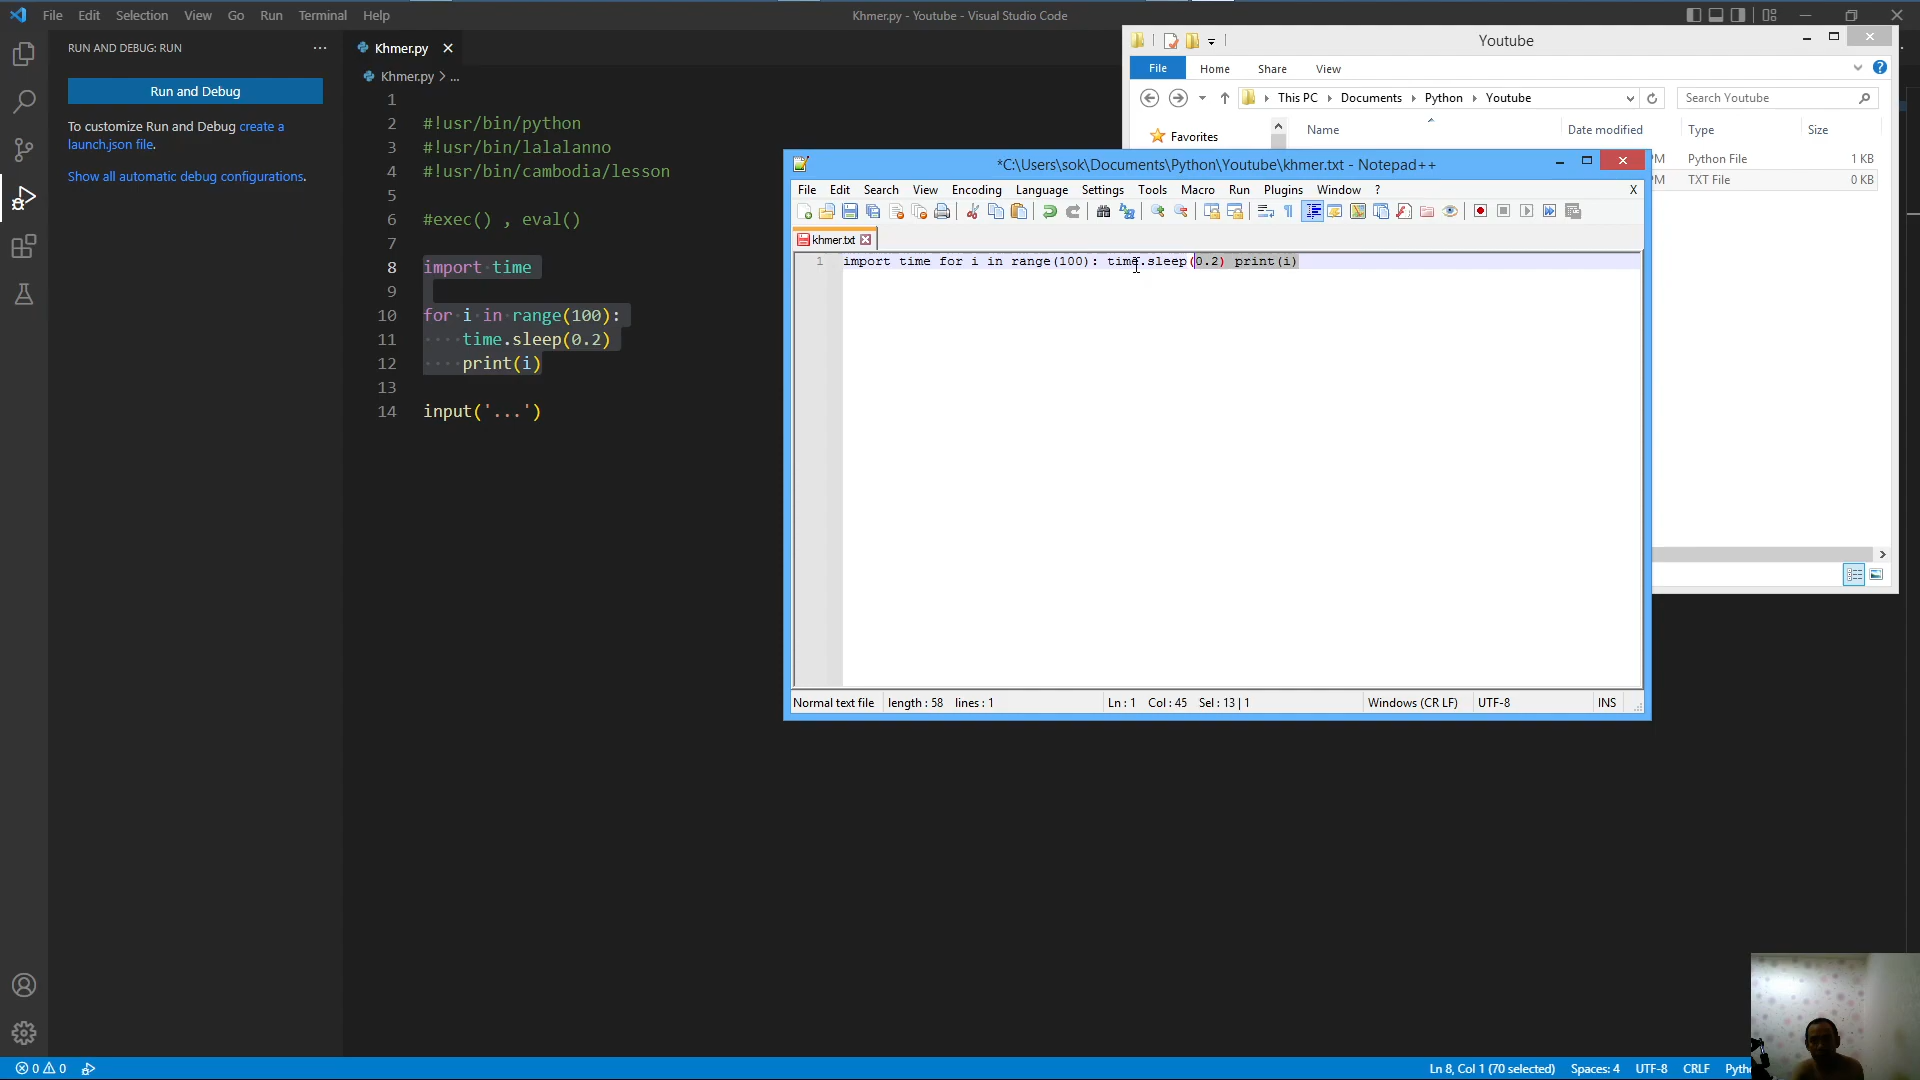 File Edit Selection View Go Run Terminal Help
Khmer.py - Youtube - Visual Studio Code
RUN AND DEBUG: RUN
Run and Debug
To customize Run and Debug create a
launch.json file.
Show all automatic debug configurations.
Khmer.py
Khmer.py > ...
1
2 #!usr/bin/python
3 #!usr/bin/lalalanno
4 #!usr/bin/cambodia/lesson
5
6 #exec() , eval()
7
8 import time
9
10 for i in range(100):
11 time.sleep(0.2)
12 print(i)
13
14 input('...')
Youtube
File Home Share View
This PC Documents Python Youtube
Search Youtube
Favorites
Name Date modified Type Size
PM Python File 1 KB
PM TXT File 0 KB
*C:\Users\sok\Documents\Python\Youtube\khmer.txt - Notepad++
File Edit Search View Encoding Language Settings Tools Macro Run Plugins Window ? X
khmer.txt
1 import time for i in range(100): time.sleep(0.2) print(i)
Normal text file length : 58 lines : 1 Ln : 1 Col : 45 Sel : 13 | 1 Windows (CR LF) UTF-8 INS
0 0
Ln 8, Col 1 (70 selected) Spaces: 4 UTF-8 CRLF Pyth